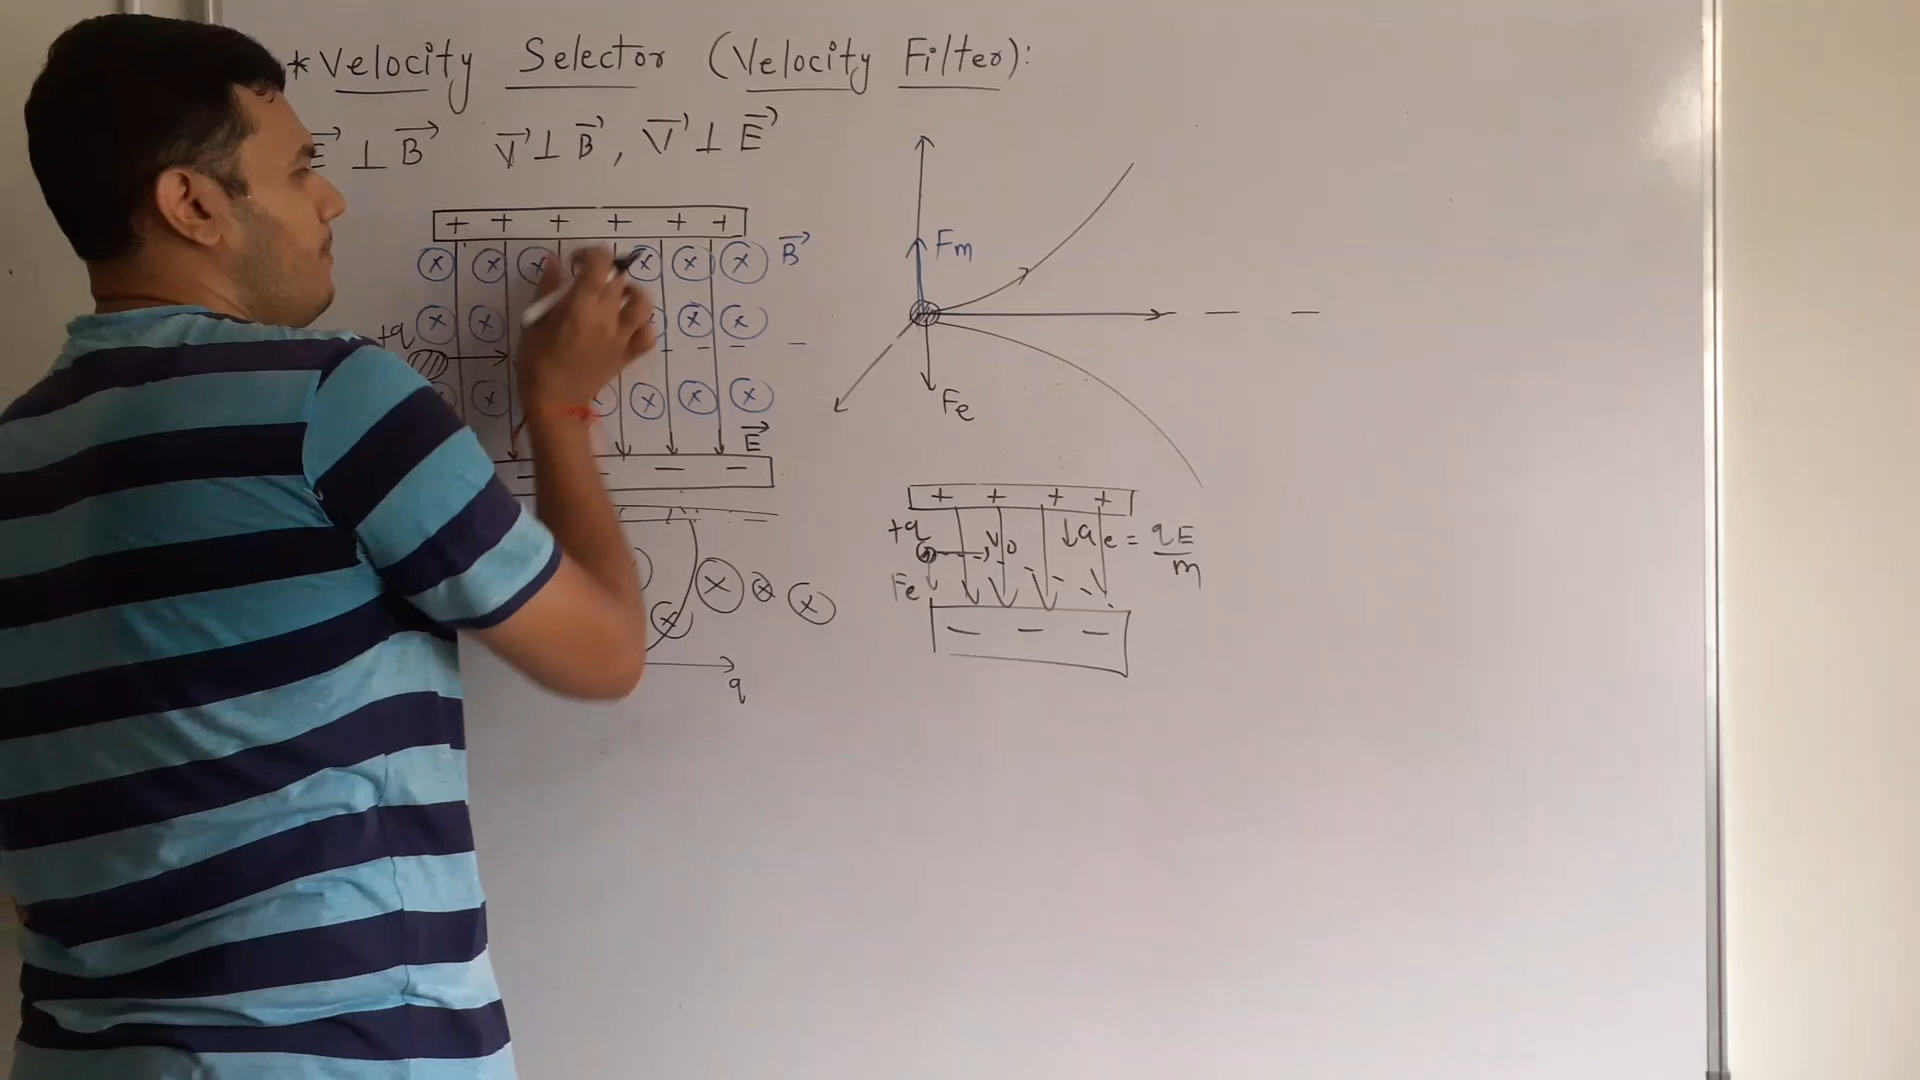 * Velocity Selector (Velocity Filter):
E ⊥ B V ⊥ B, V ⊥ E
+ + + + + +
x x x x x x B
+q x x x x x
x x x x x x
E
- - - -
x x x x
q
Fm
Fe
+ + + +
+q V0 ↓ae = qE/m
Fe
- - -